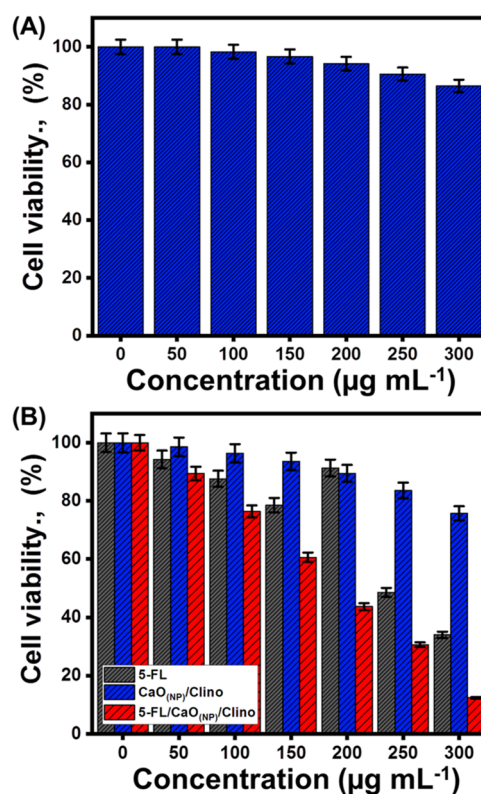 (A)
Cell viability., (%)
100
80
60
40
20
0
0 50 100 150 200 250 300
Concentration (µg mL-1)
(B)
Cell viability., (%)
100
80
60
40
20
0
5-FL
CaO(NP)/Clino
5-FL/CaO(NP)/Clino
0 50 100 150 200 250 300
Concentration (µg mL-1)